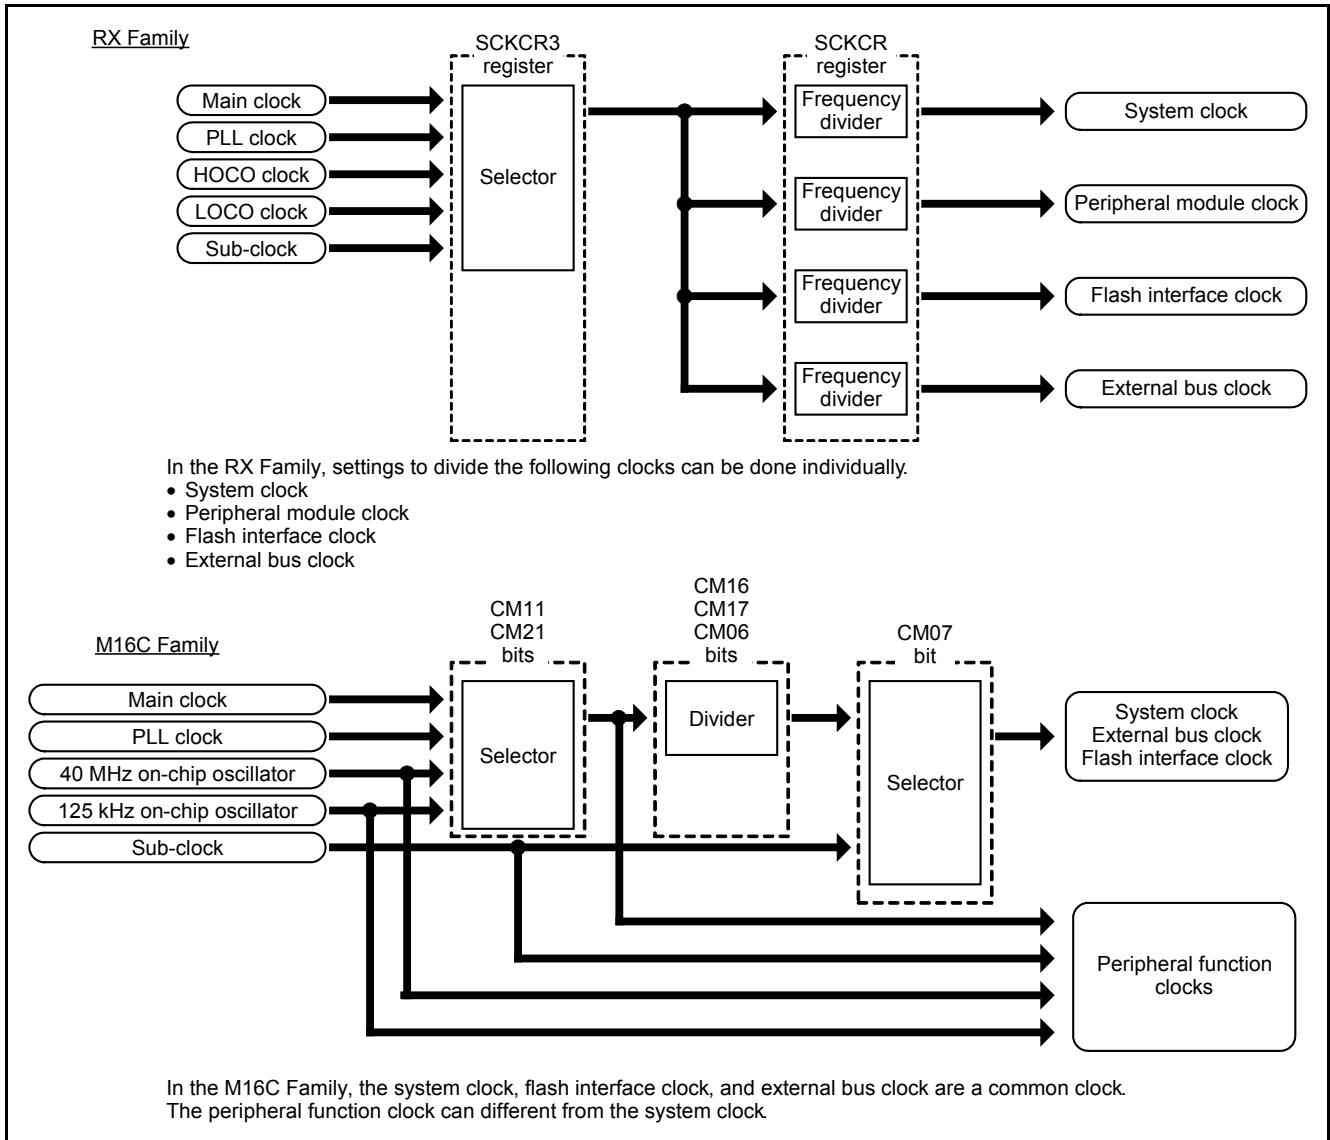 RX Family
SCKCR3
register
SCKCR
register
Main clock
PLL clock
HOCO clock
LOCO clock
Sub-clock
Selector
Frequency
divider
Frequency
divider
Frequency
divider
Frequency
divider
System clock
Peripheral module clock
Flash interface clock
External bus clock
In the RX Family, settings to divide the following clocks can be done individually.
• System clock
• Peripheral module clock
• Flash interface clock
• External bus clock
M16C Family
CM11
CM21
bits
CM16
CM17
CM06
bits
CM07
bit
Main clock
PLL clock
40 MHz on-chip oscillator
125 kHz on-chip oscillator
Sub-clock
Selector
Divider
Selector
System clock
External bus clock
Flash interface clock
Peripheral function
clocks
In the M16C Family, the system clock, flash interface clock, and external bus clock are a common clock.
The peripheral function clock can different from the system clock.